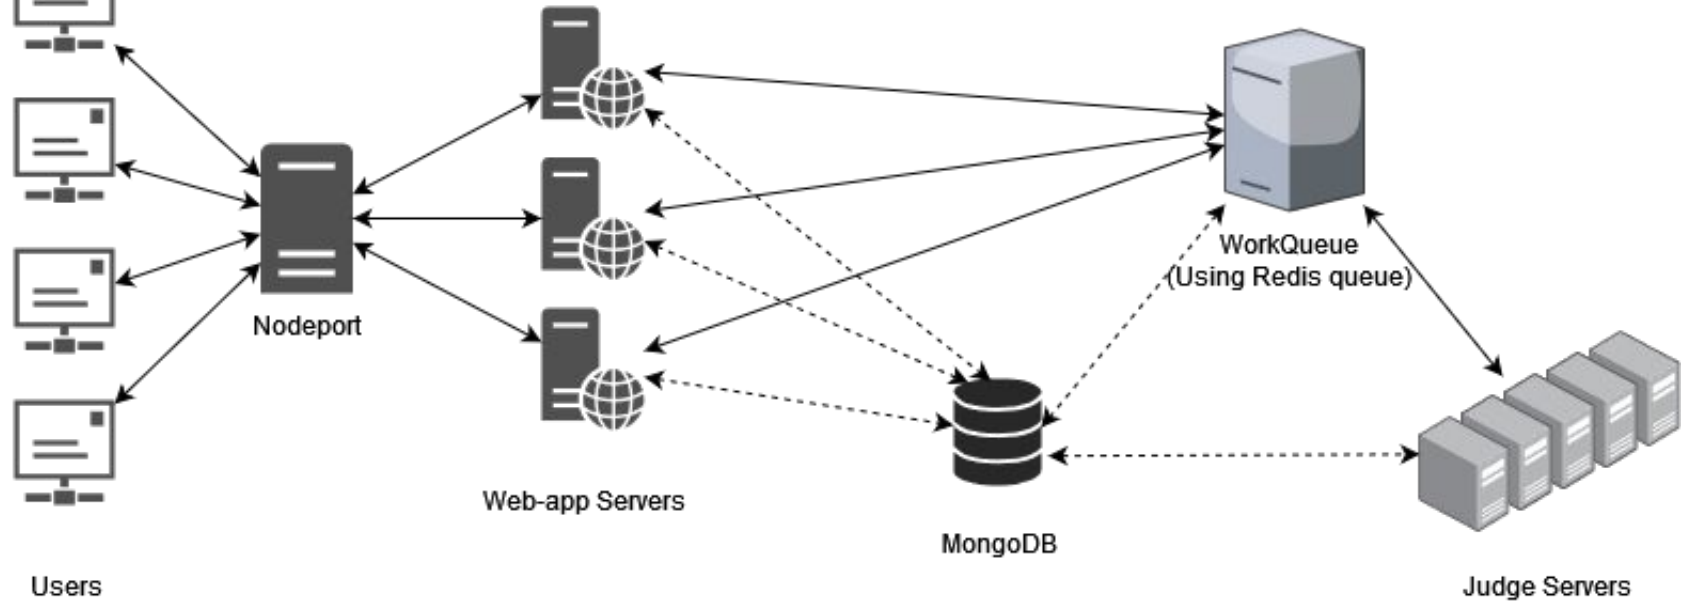 WorkQueue
(Using Redis queue)
Nodeport
Web-app Servers
MongoDB
Users
Judge Servers